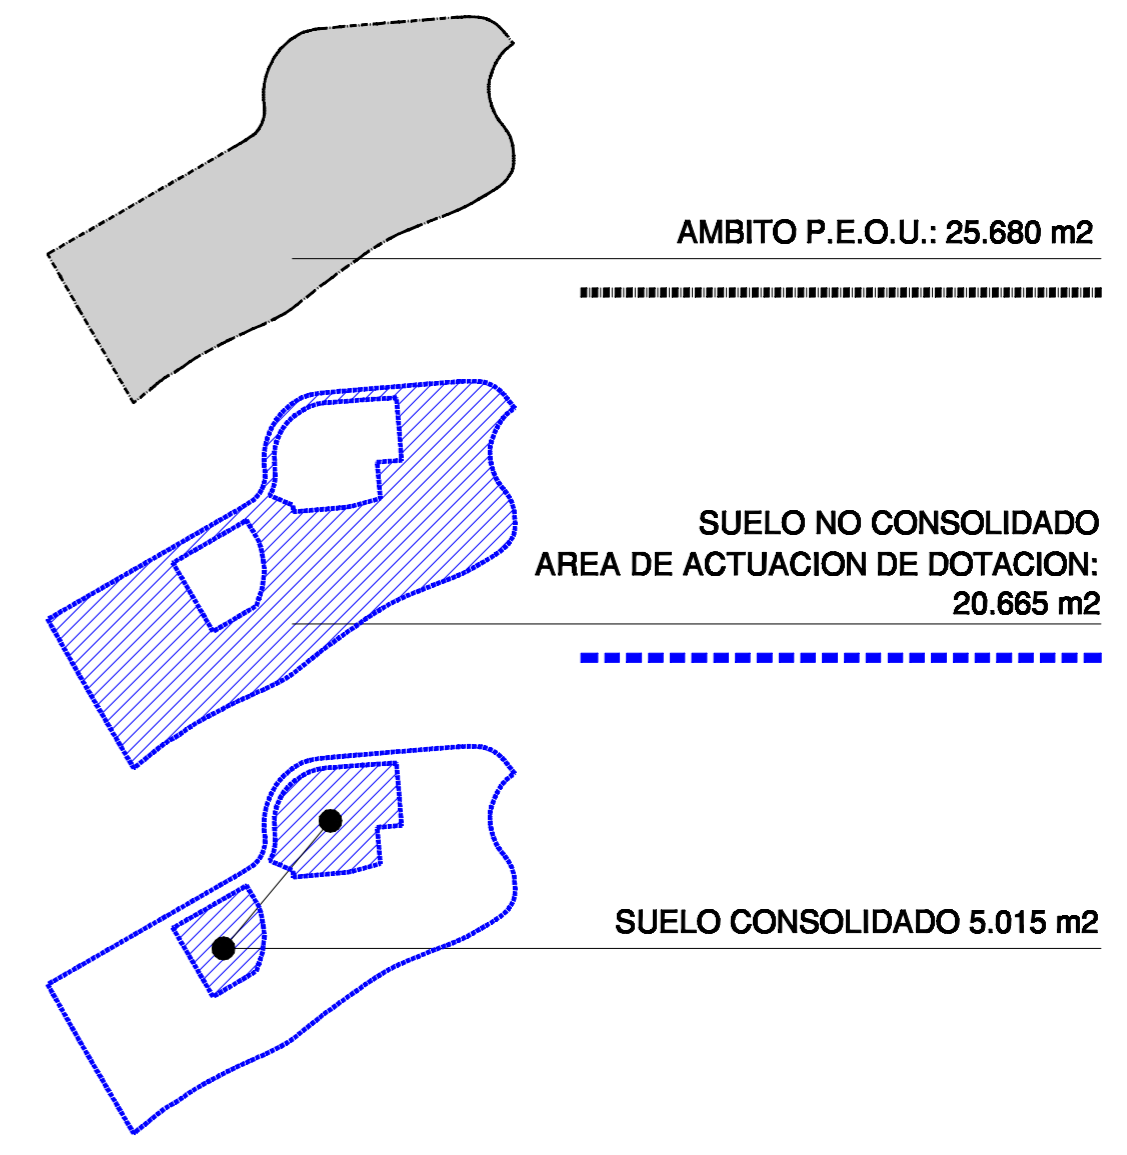 AMBITO P.E.O.U.: 25.680 m2
SUELO NO CONSOLIDADO
AREA DE ACTUACION DE DOTACION:
20.665 m2
SUELO CONSOLIDADO 5.015 m2